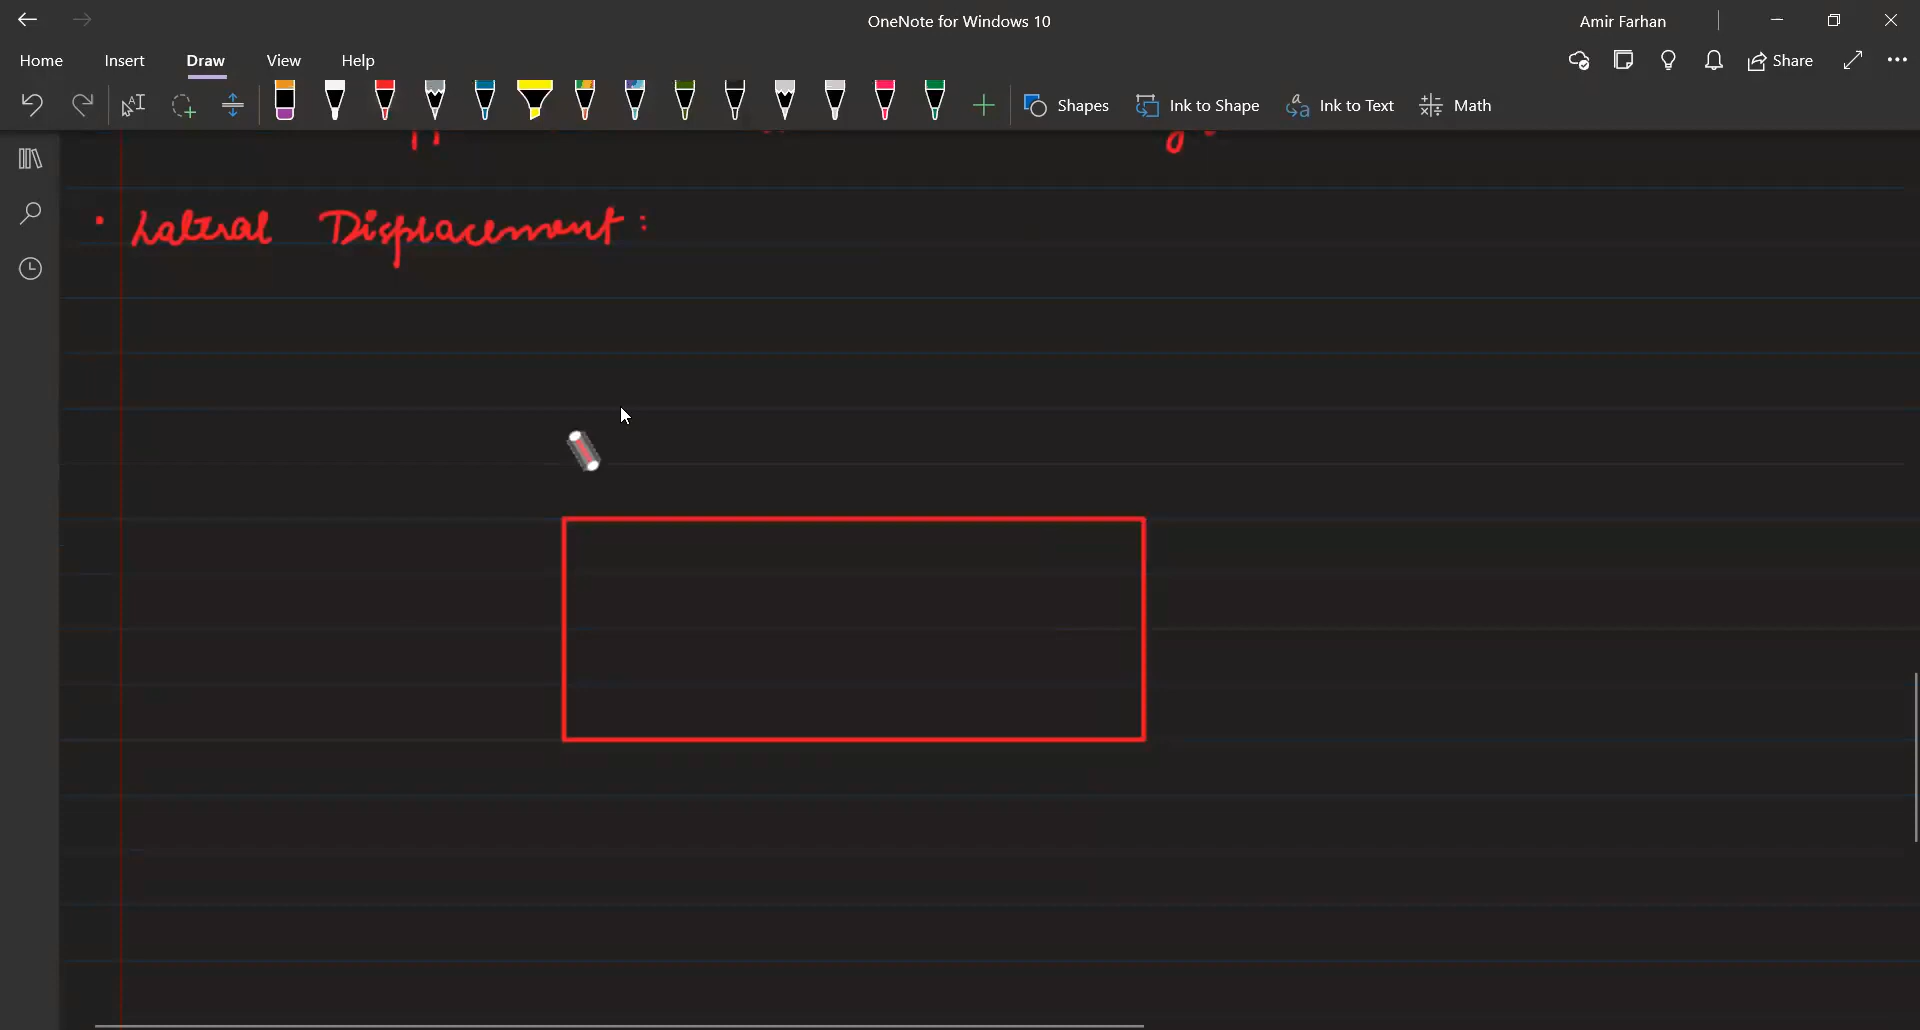 OneNote for Windows 10
Amir Farhan
Home Insert Draw View Help
Share
Shapes Ink to Shape Ink to Text Math
• Lateral Displacement :